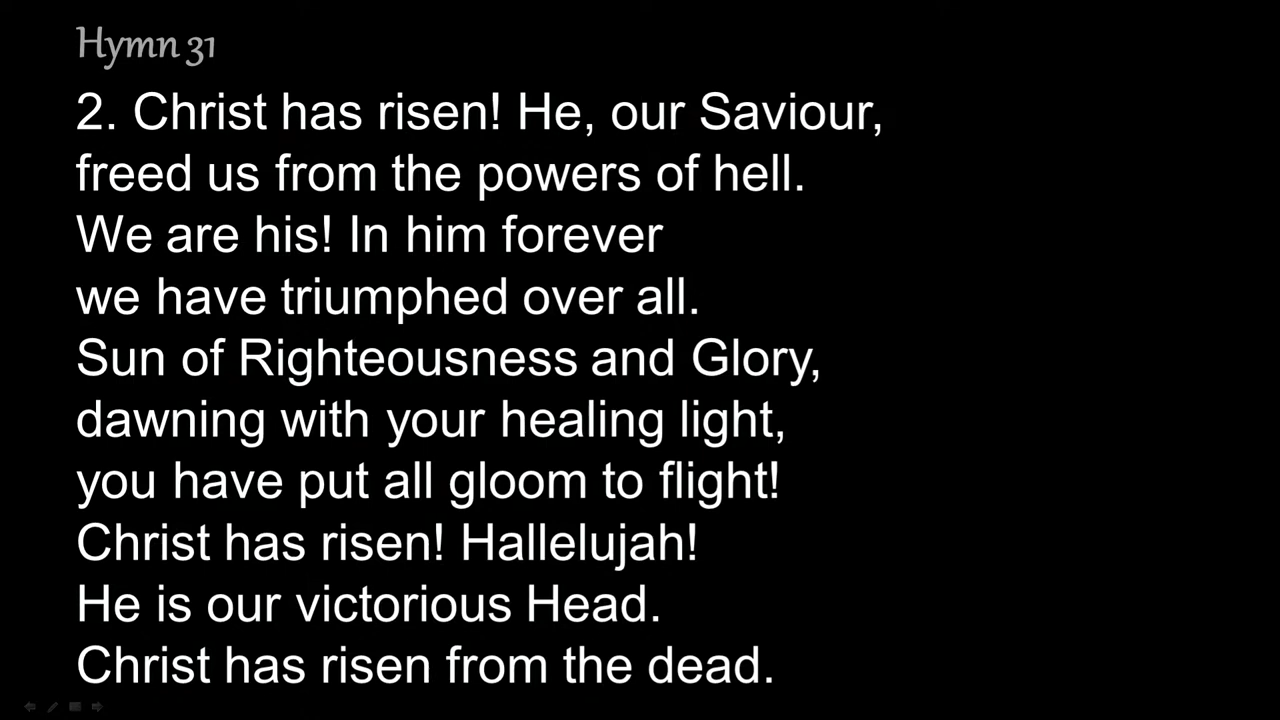 Hymn 31
2. Christ has risen! He, our Saviour,
freed us from the powers of hell.
We are his! In him forever
we have triumphed over all.
Sun of Righteousness and Glory,
dawning with your healing light,
you have put all gloom to flight!
Christ has risen! Hallelujah!
He is our victorious Head.
Christ has risen from the dead.